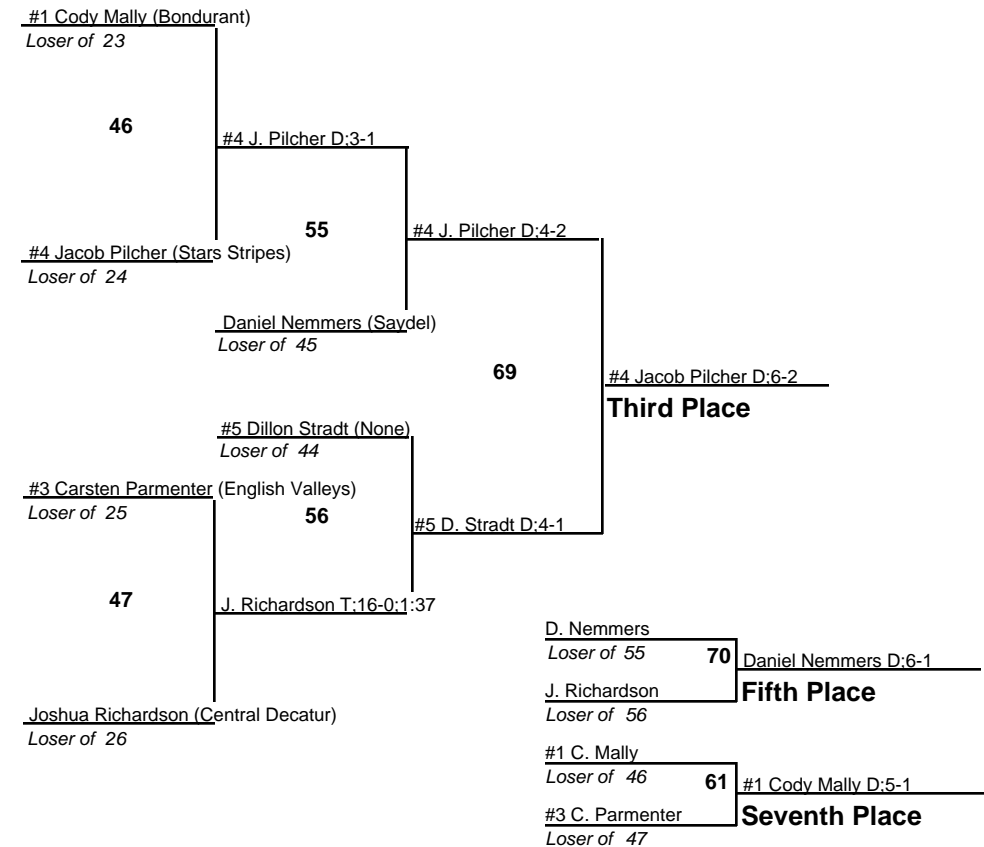 #1 Cody Mally (Bondurant)
Loser of 23
46
#4 J. Pilcher D;3-1
55
#4 J. Pilcher D;4-2
#4 Jacob Pilcher (Stars Stripes)
Loser of 24
Daniel Nemmers (Saydel)
Loser of 45
69
#4 Jacob Pilcher D;6-2
Third Place
#5 Dillon Stradt (None)
Loser of 44
#3 Carsten Parmenter (English Valleys)
Loser of 25
56
#5 D. Stradt D;4-1
47
J. Richardson T;16-0;1:37
Joshua Richardson (Central Decatur)
Loser of 26
D. Nemmers
Loser of 55
70
Daniel Nemmers D;6-1
Fifth Place
J. Richardson
Loser of 56
#1 C. Mally
Loser of 46
61
#1 Cody Mally D;5-1
Seventh Place
#3 C. Parmenter
Loser of 47